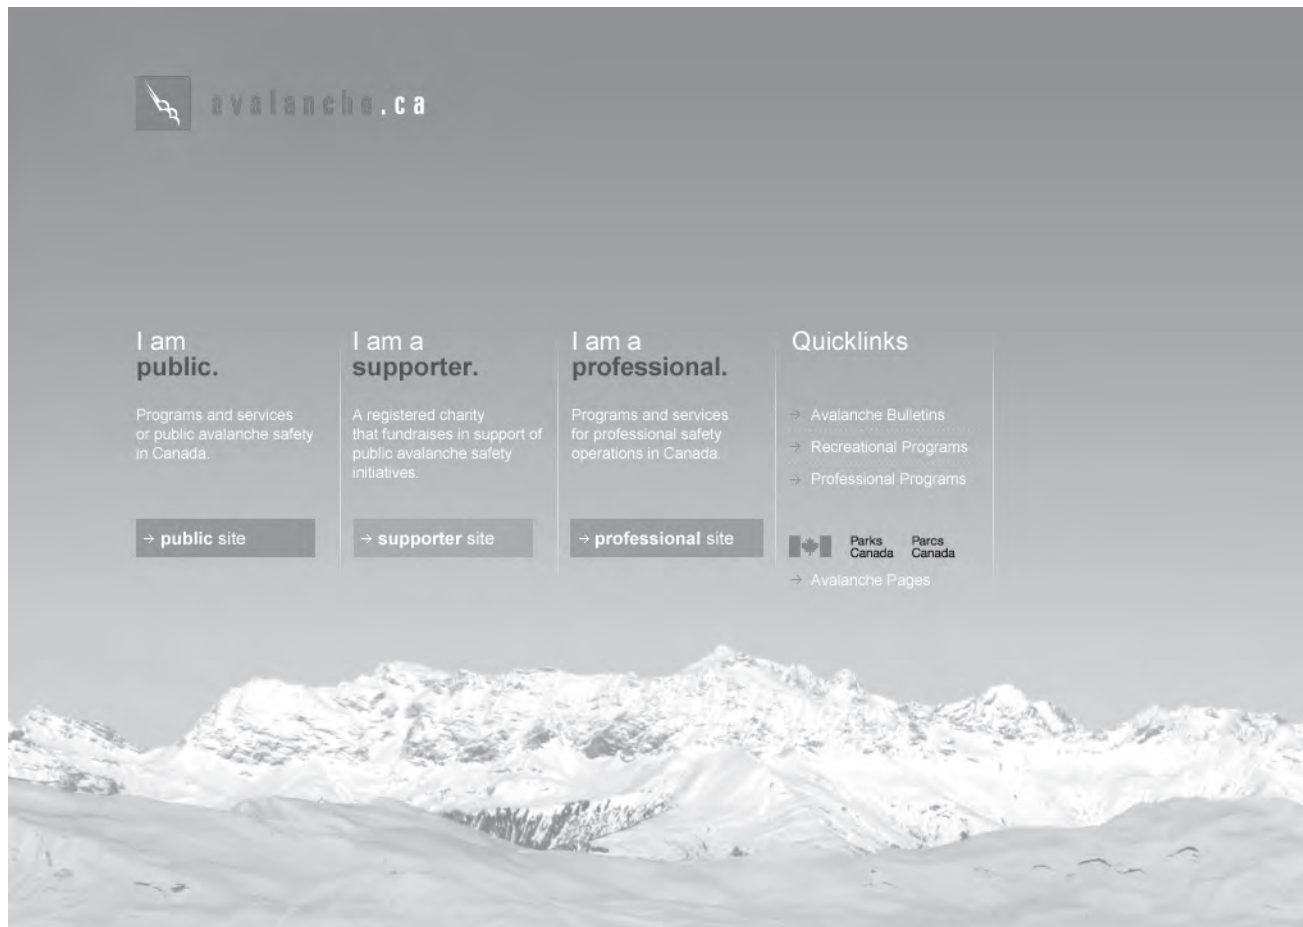 avalanche.ca
I am
public.
Programs and services
or public avalanche safety
in Canada.
→ public site
I am a
supporter.
A registered charity
that fundraises in support of
public avalanche safety
initiatives.
→ supporter site
I am a
professional.
Programs and services
for professional safety
operations in Canada.
→ professional site
Quicklinks
→ Avalanche Bulletins
→ Recreational Programs
→ Professional Programs
Parks Parcs
Canada Canada
→ Avalanche Pages